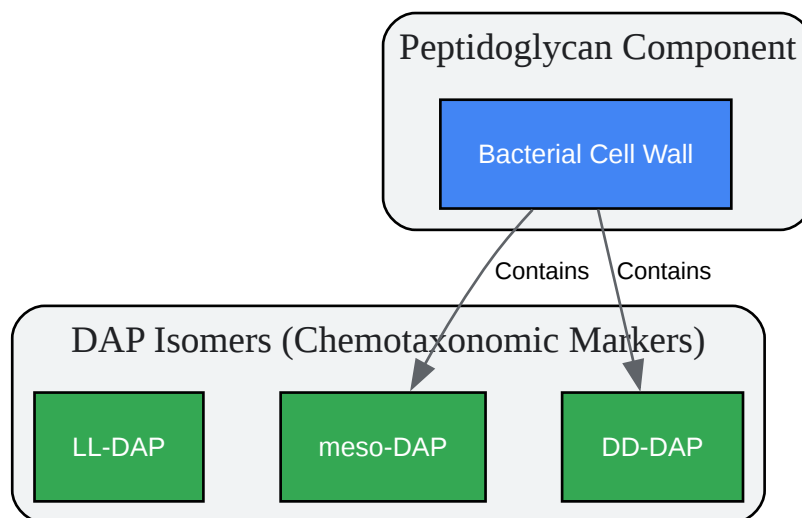 Peptidoglycan Component
Bacterial Cell Wall
Contains Contains
DAP Isomers (Chemotaxonomic Markers)
LL-DAP meso-DAP DD-DAP